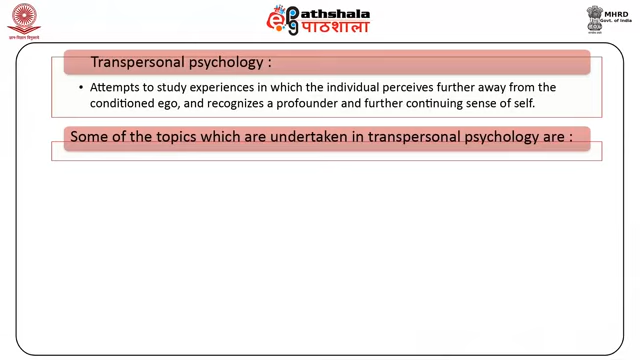 ePG Pathshala
पाठशाला
MHRD
Govt. of India
Transpersonal psychology :
• Attempts to study experiences in which the individual perceives further away from the
conditioned ego, and recognizes a profounder and further continuing sense of self.
Some of the topics which are undertaken in transpersonal psychology are :